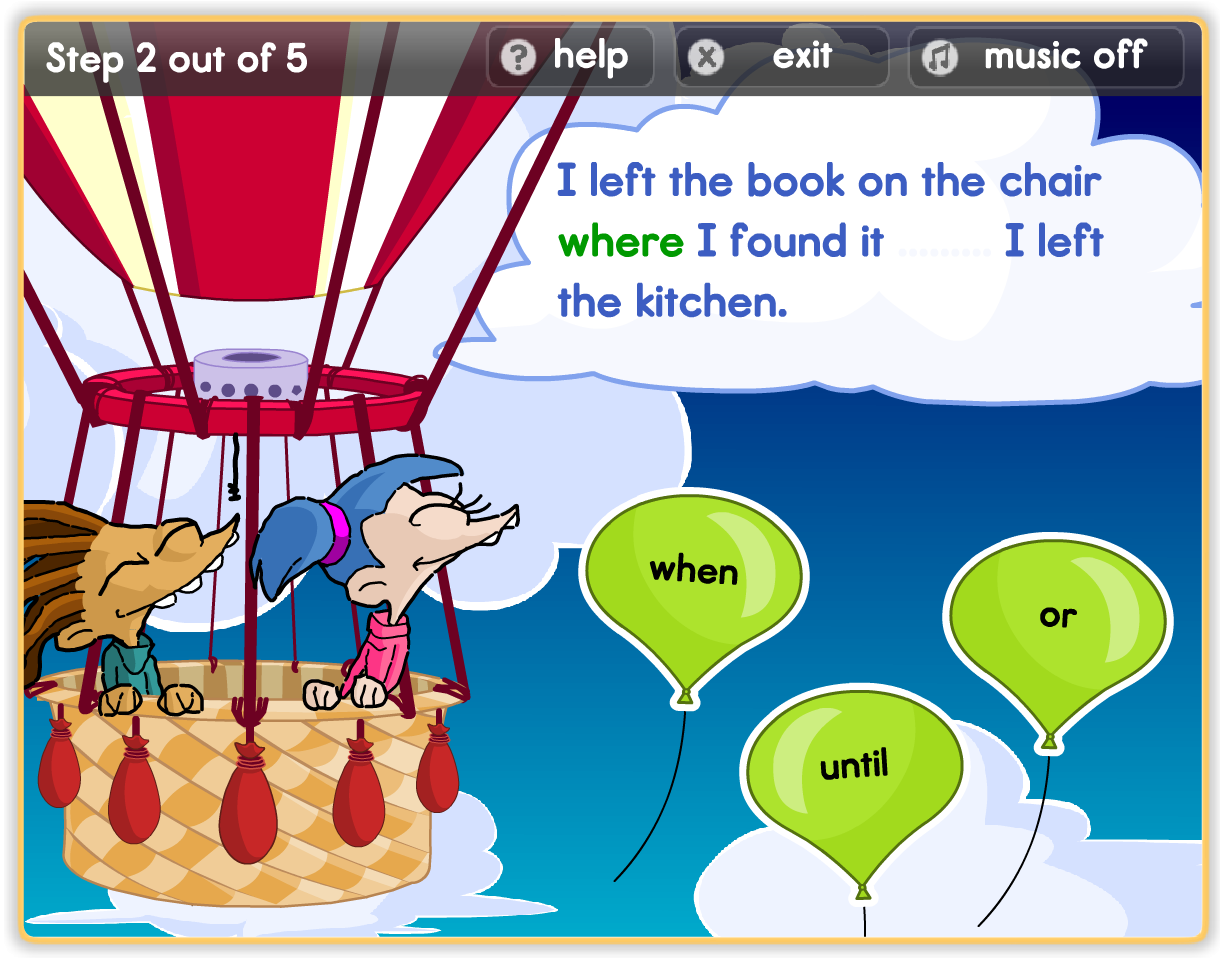 Step 2 out of 5
? help
X exit
music off
I left the book on the chair
where I found it ........ I left
the kitchen.
when
or
until